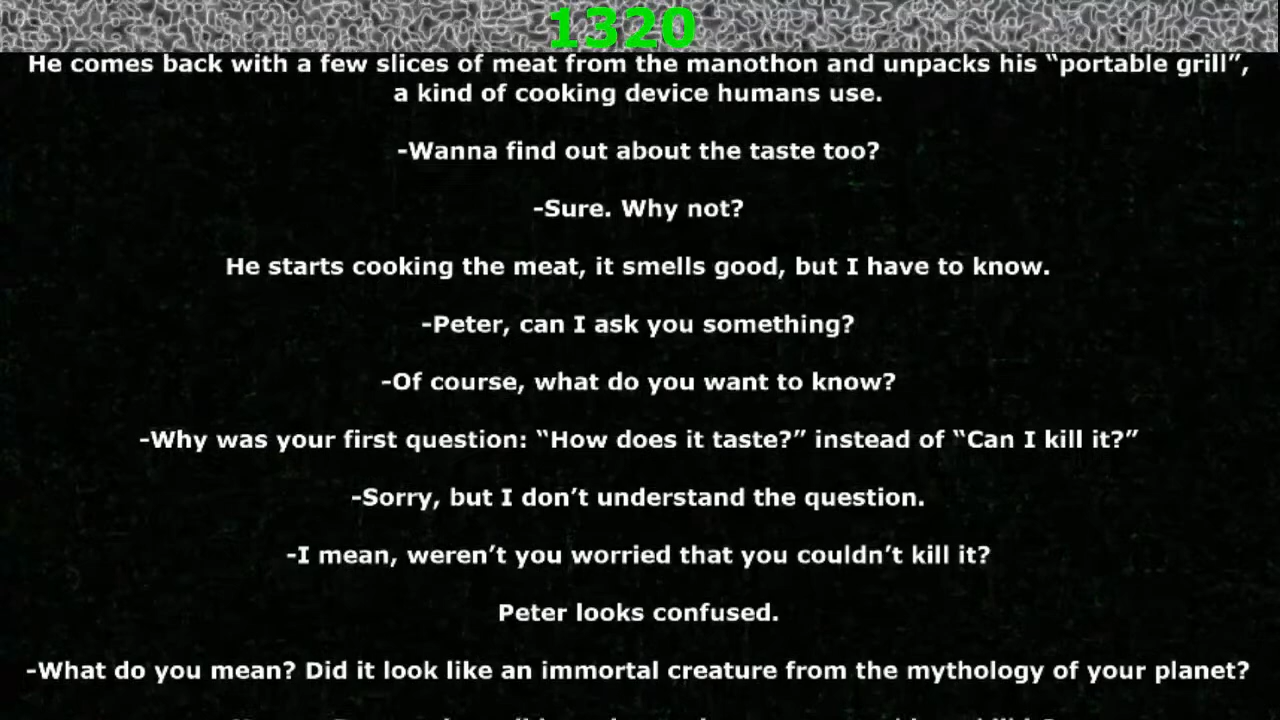 1320
He comes back with a few slices of meat from the manothon and unpacks his “portable grill”,
a kind of cooking device humans use.
-Wanna find out about the taste too?
-Sure. Why not?
He starts cooking the meat, it smells good, but I have to know.
-Peter, can I ask you something?
-Of course, what do you want to know?
-Why was your first question: “How does it taste?” instead of “Can I kill it?”
-Sorry, but I don’t understand the question.
-I mean, weren’t you worried that you couldn’t kill it?
Peter looks confused.
-What do you mean? Did it look like an immortal creature from the mythology of your planet?